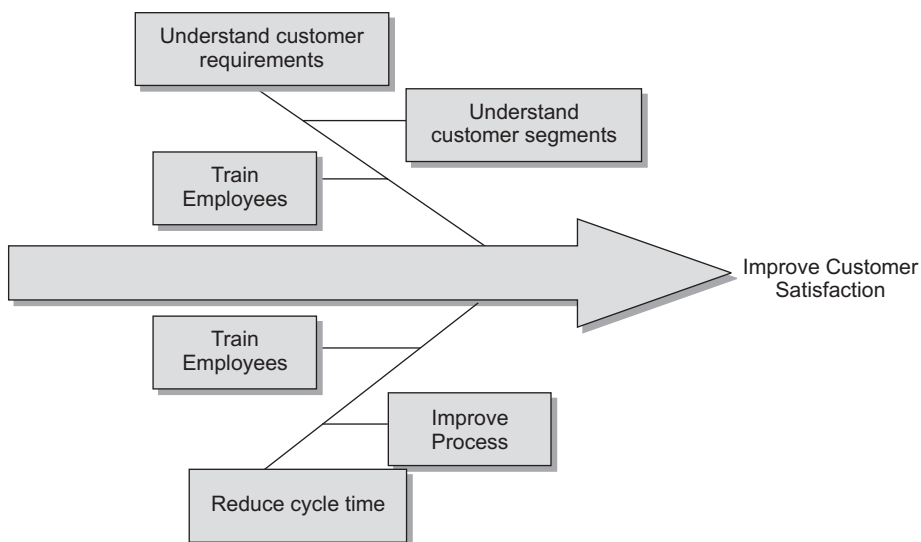 Understand customer
requirements
Understand
customer segments
Train
Employees
Improve Customer
Satisfaction
Train
Employees
Improve
Process
Reduce cycle time